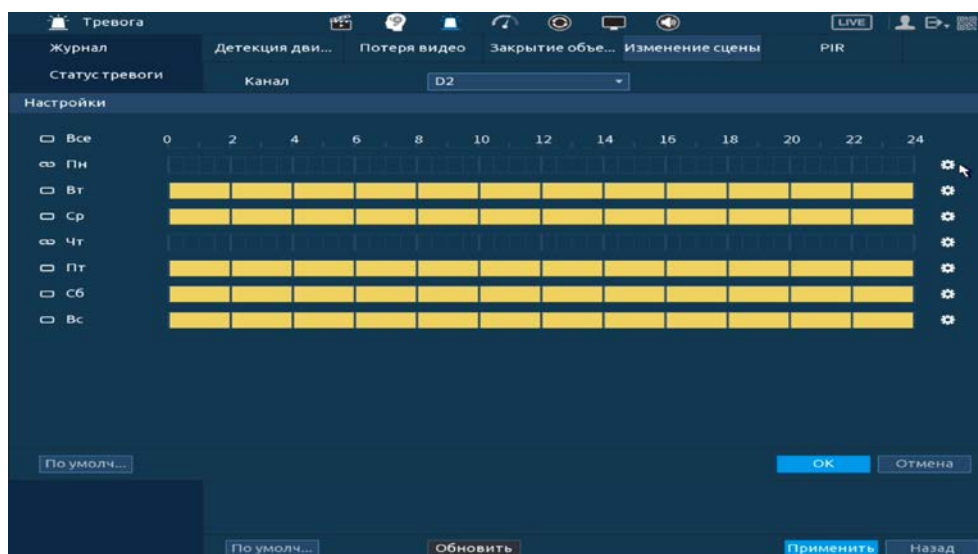 Тревога LIVE
Журнал Детекция дви... Потеря видео Закрытие объе... Изменение сцены PIR
Статус тревоги Канал D2
Настройки
Все 0 2 4 6 8 10 12 14 16 18 20 22 24
Пн
Вт
Ср
Чт
Пт
Сб
Вс
По умолч... OK Отмена
По умолч... Обновить Применить Назад